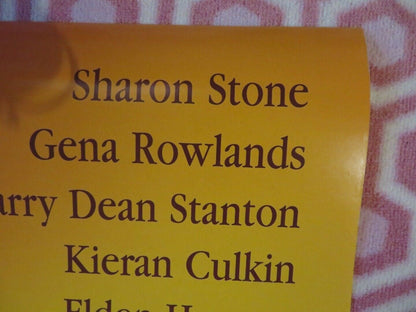 Sharon Stone
Gena Rowlands
arry Dean Stanton
Kieran Culkin